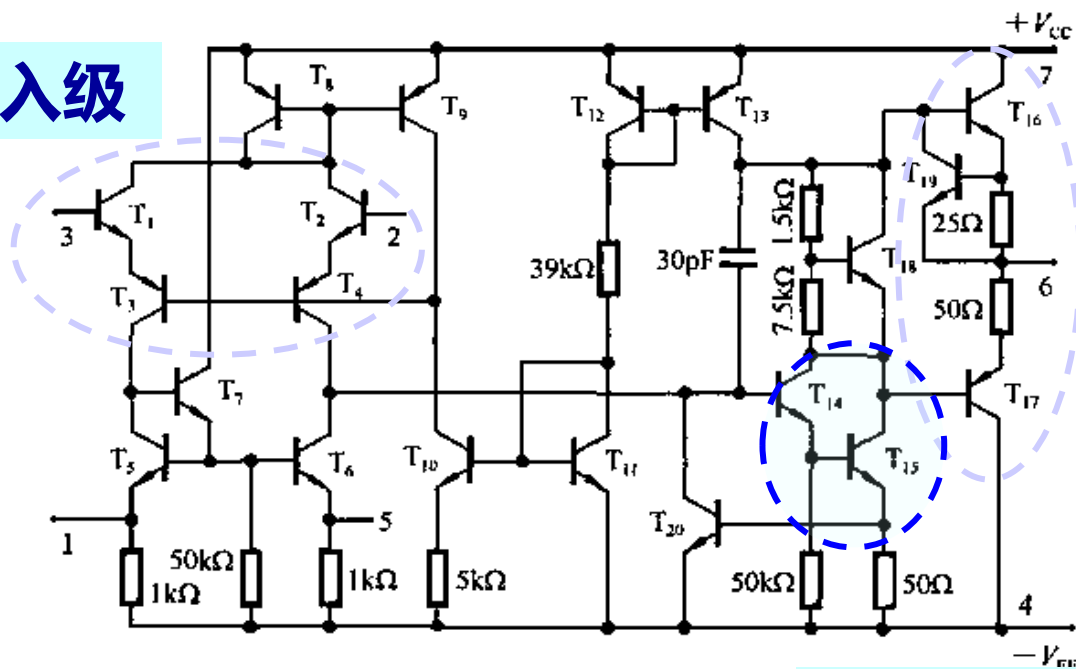 +V_CC
入级
7
T₈
T₉
T₁₂
T₁₃
T₁₆
T₁₉
T₁
T₂
3
2
1.5kΩ
25Ω
T₁₈
39kΩ
30pF
6
T₃
T₄
7.5kΩ
50Ω
T₇
T₁₄
T₁₇
T₅
T₆
T₁₀
T₁₁
T₁₅
1
5
T₂₀
50kΩ
1kΩ
1kΩ
5kΩ
50kΩ
50Ω
4